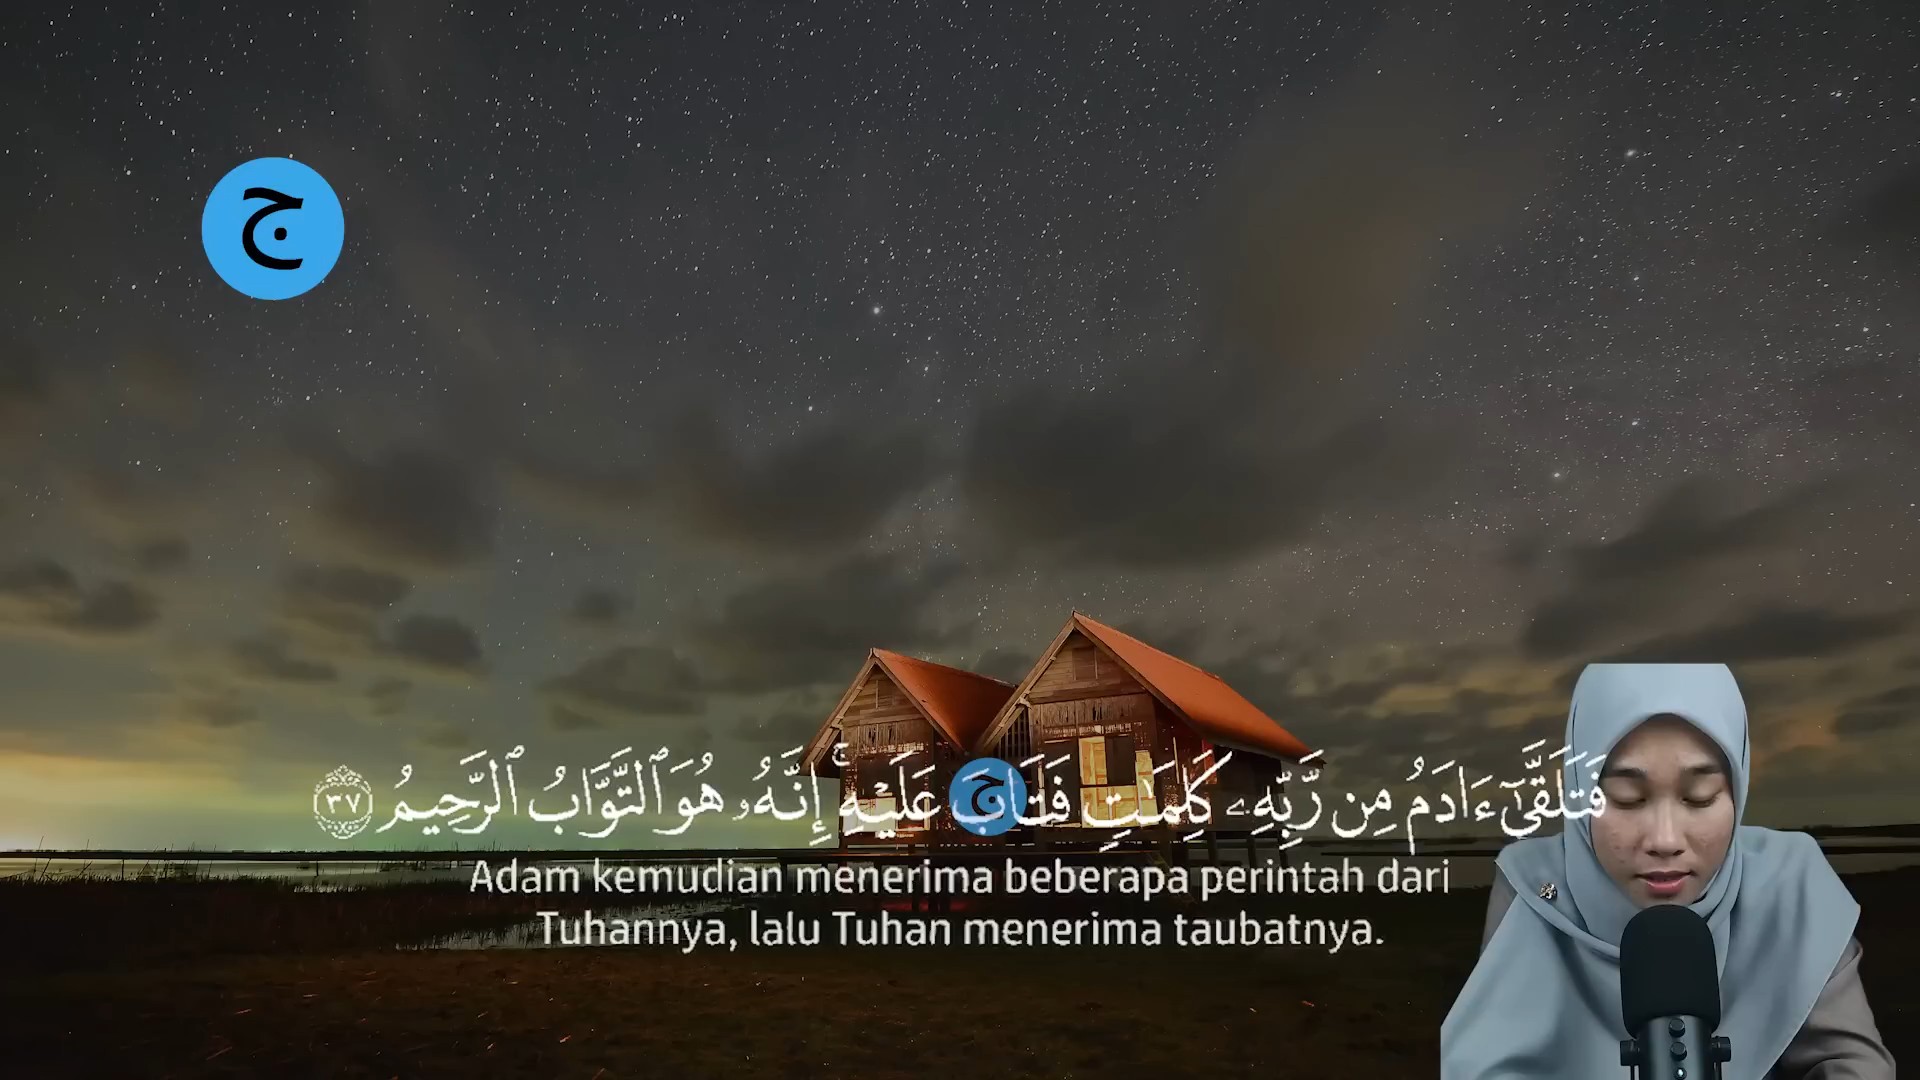 ج
فَتَلَقَّىٰٓ ءَادَمُ مِن رَّبِّهِۦ كَلِمَٰتٍ فَتَابَ عَلَيْهِ ۚ إِنَّهُۥ هُوَ ٱلتَّوَّابُ ٱلرَّحِيمُ ٣٧
ج
Adam kemudian menerima beberapa perintah dari
Tuhannya, lalu Tuhan menerima taubatnya.